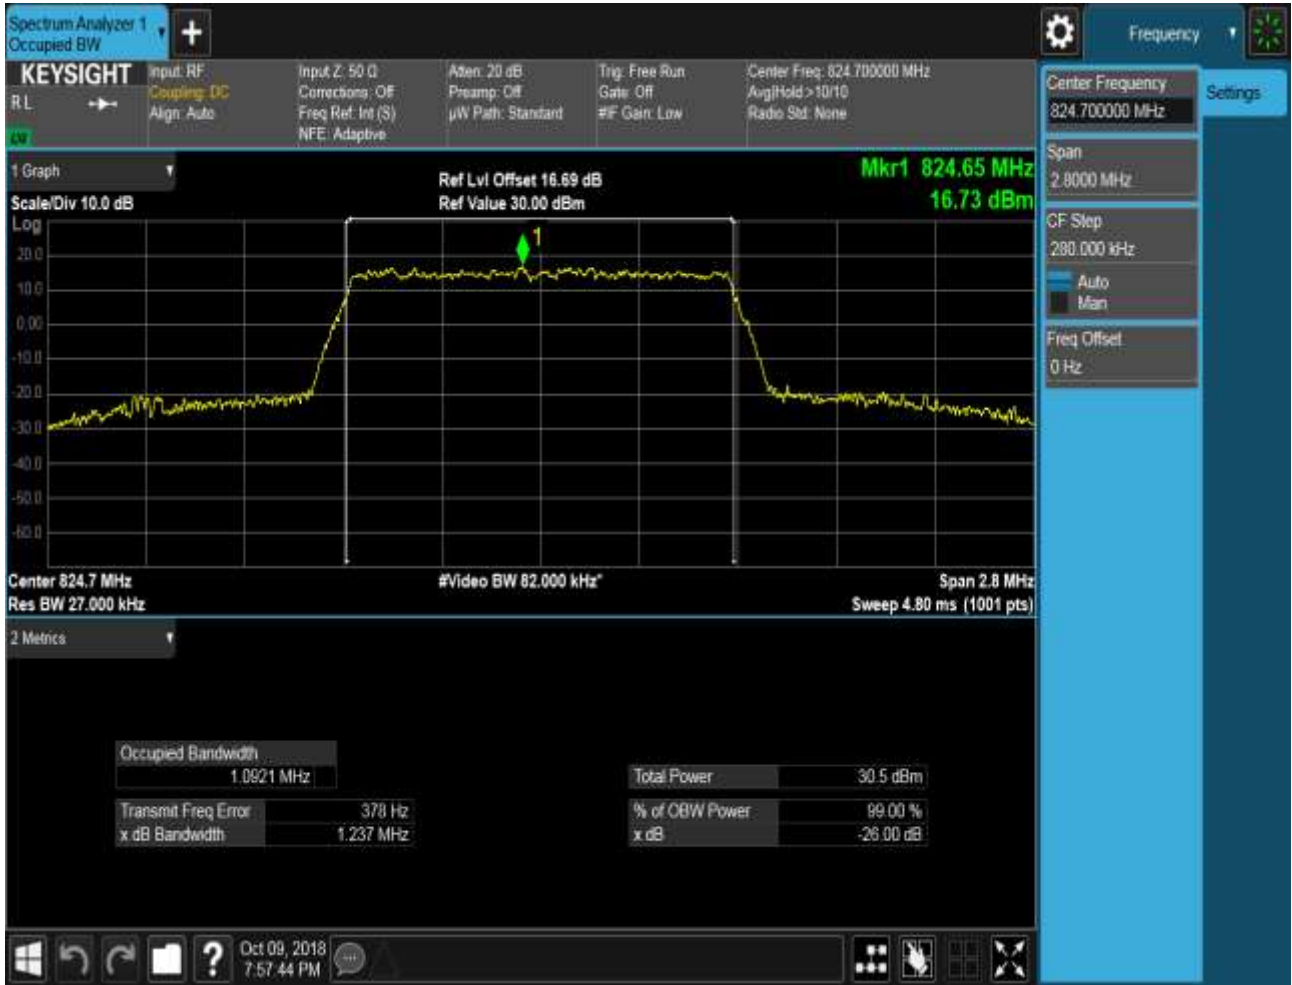 Spectrum Analyzer 1
Occupied BW
Frequency
KEYSIGHT
R L
Input: RF
Coupling: DC
Align: Auto
Input Z: 50 Ω
Corrections: Off
Freq Ref: Int (S)
NFE: Adaptive
Atten: 20 dB
Preamp: Off
µW Path: Standard
Trig: Free Run
Gate: Off
#IF Gain: Low
Center Freq: 824.700000 MHz
Avg|Hold:>10/10
Radio Std: None
Center Frequency
824.700000 MHz
Settings
Span
2.8000 MHz
CF Step
280.000 kHz
Auto
Man
Freq Offset
0 Hz
1 Graph
Scale/Div 10.0 dB
Ref Lvl Offset 16.69 dB
Ref Value 30.00 dBm
Mkr1 824.65 MHz
16.73 dBm
Log
20.0
10.0
0.00
-10.0
-20.0
-30.0
-40.0
-50.0
-60.0
1
Center 824.7 MHz
Res BW 27.000 kHz
#Video BW 82.000 kHz*
Span 2.8 MHz
Sweep 4.80 ms (1001 pts)
2 Metrics
Occupied Bandwidth
1.0921 MHz
Transmit Freq Error 378 Hz
x dB Bandwidth 1.237 MHz
Total Power 30.5 dBm
% of OBW Power 99.00 %
x dB -26.00 dB
Oct 09, 2018
7:57:44 PM